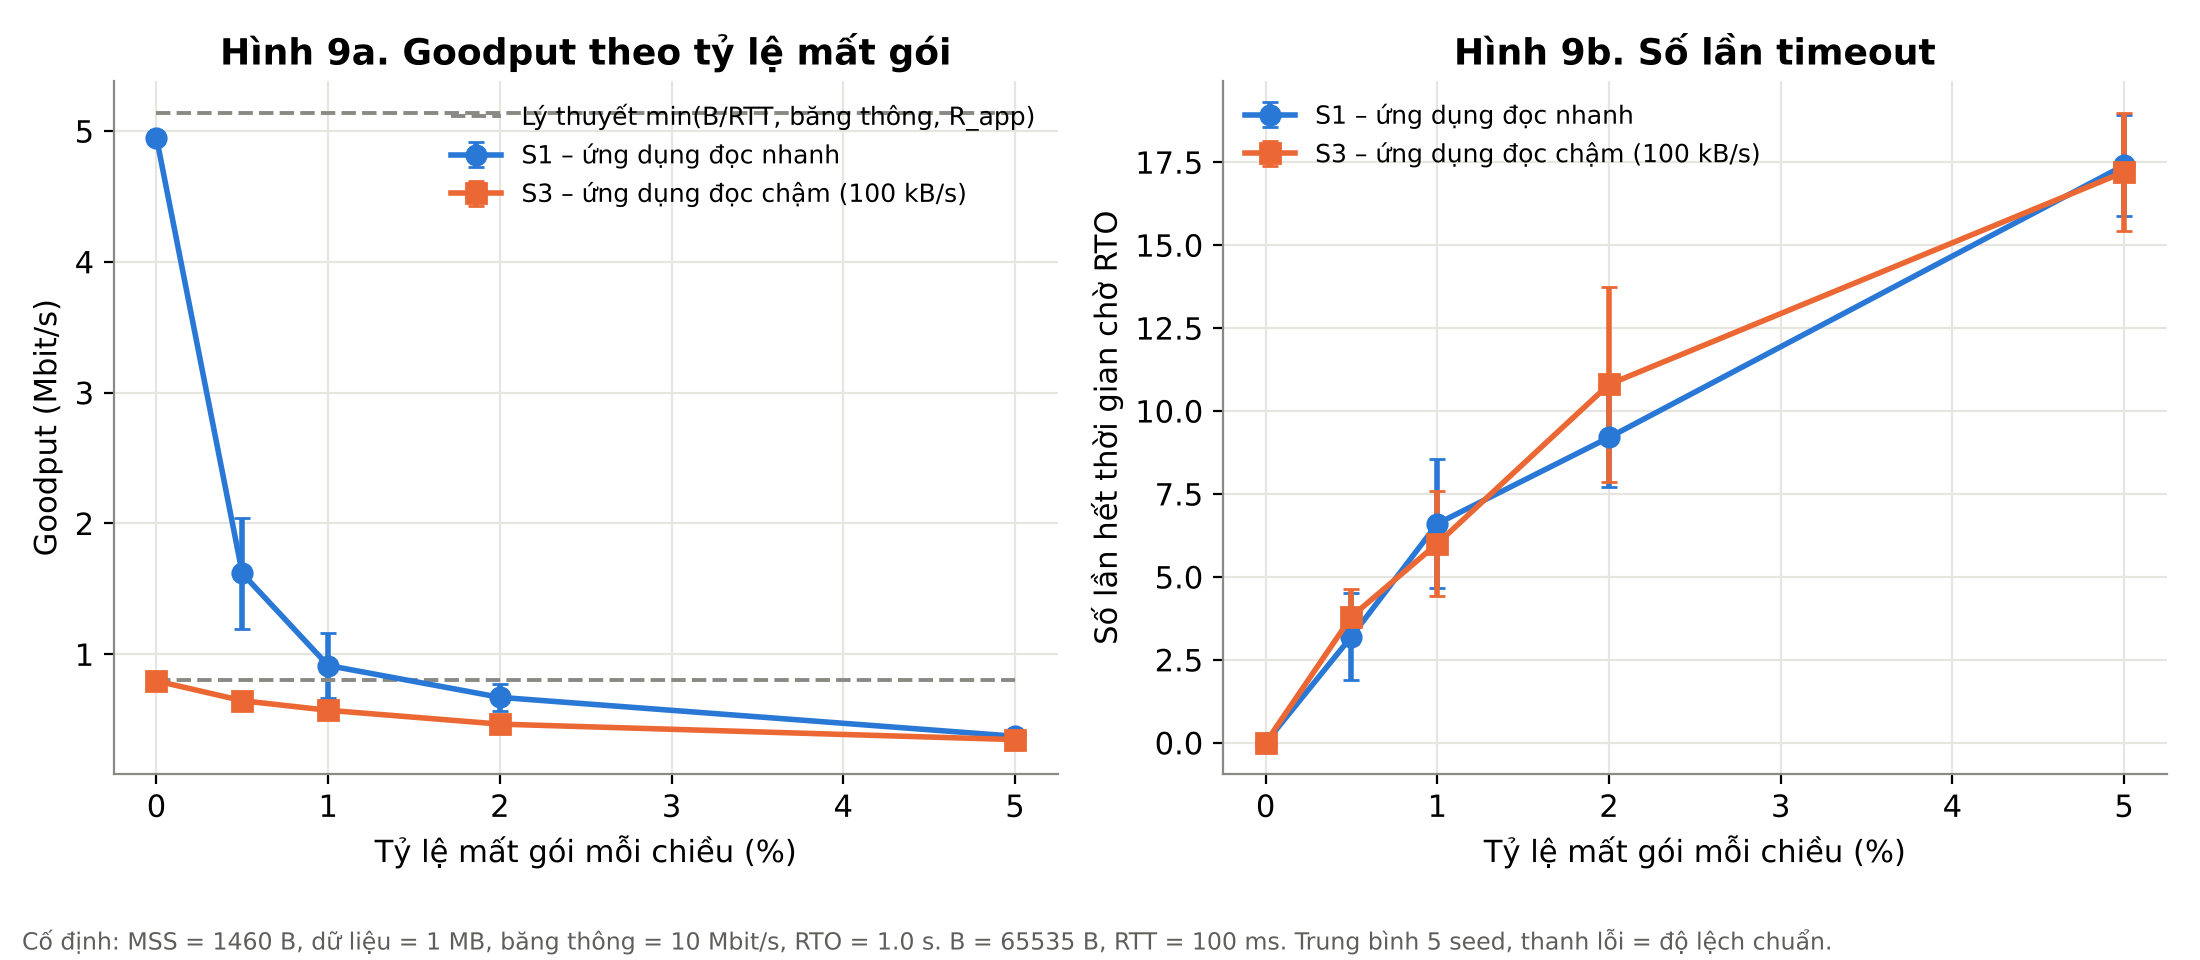 Hình 9a. Goodput theo tỷ lệ mất gói
Lý thuyết min(B/RTT, băng thông, R_app)
S1 – ứng dụng đọc nhanh
S3 – ứng dụng đọc chậm (100 kB/s)
Goodput (Mbit/s)
5
4
3
2
1
0 1 2 3 4 5
Tỷ lệ mất gói mỗi chiều (%)
Hình 9b. Số lần timeout
S1 – ứng dụng đọc nhanh
S3 – ứng dụng đọc chậm (100 kB/s)
Số lần hết thời gian chờ RTO
17.5
15.0
12.5
10.0
7.5
5.0
2.5
0.0
0 1 2 3 4 5
Tỷ lệ mất gói mỗi chiều (%)
Cố định: MSS = 1460 B, dữ liệu = 1 MB, băng thông = 10 Mbit/s, RTO = 1.0 s. B = 65535 B, RTT = 100 ms. Trung bình 5 seed, thanh lỗi = độ lệch chuẩn.